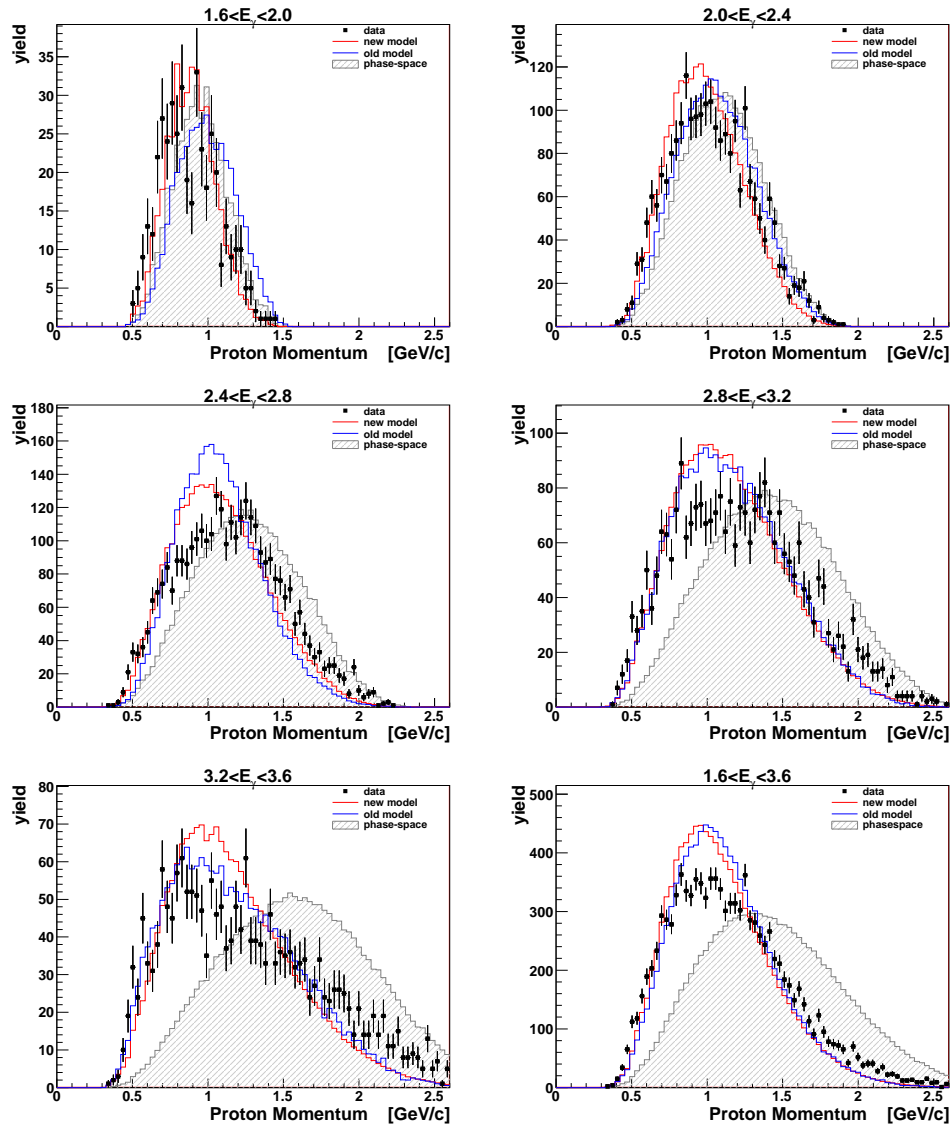 1.6<Eγ<2.0
yield
data
new model
old model
phase-space
35
30
25
20
15
10
5
0
0 0.5 1 1.5 2 2.5
Proton Momentum [GeV/c]
2.0<Eγ<2.4
yield
data
new model
old model
phase-space
120
100
80
60
40
20
0
0 0.5 1 1.5 2 2.5
Proton Momentum [GeV/c]
2.4<Eγ<2.8
yield
data
new model
old model
phase-space
180
160
140
120
100
80
60
40
20
0
0 0.5 1 1.5 2 2.5
Proton Momentum [GeV/c]
2.8<Eγ<3.2
yield
data
new model
old model
phase-space
100
80
60
40
20
0
0 0.5 1 1.5 2 2.5
Proton Momentum [GeV/c]
3.2<Eγ<3.6
yield
data
new model
old model
phase-space
80
70
60
50
40
30
20
10
0
0 0.5 1 1.5 2 2.5
Proton Momentum [GeV/c]
1.6<Eγ<3.6
yield
data
new model
old model
phasespace
500
400
300
200
100
0
0 0.5 1 1.5 2 2.5
Proton Momentum [GeV/c]